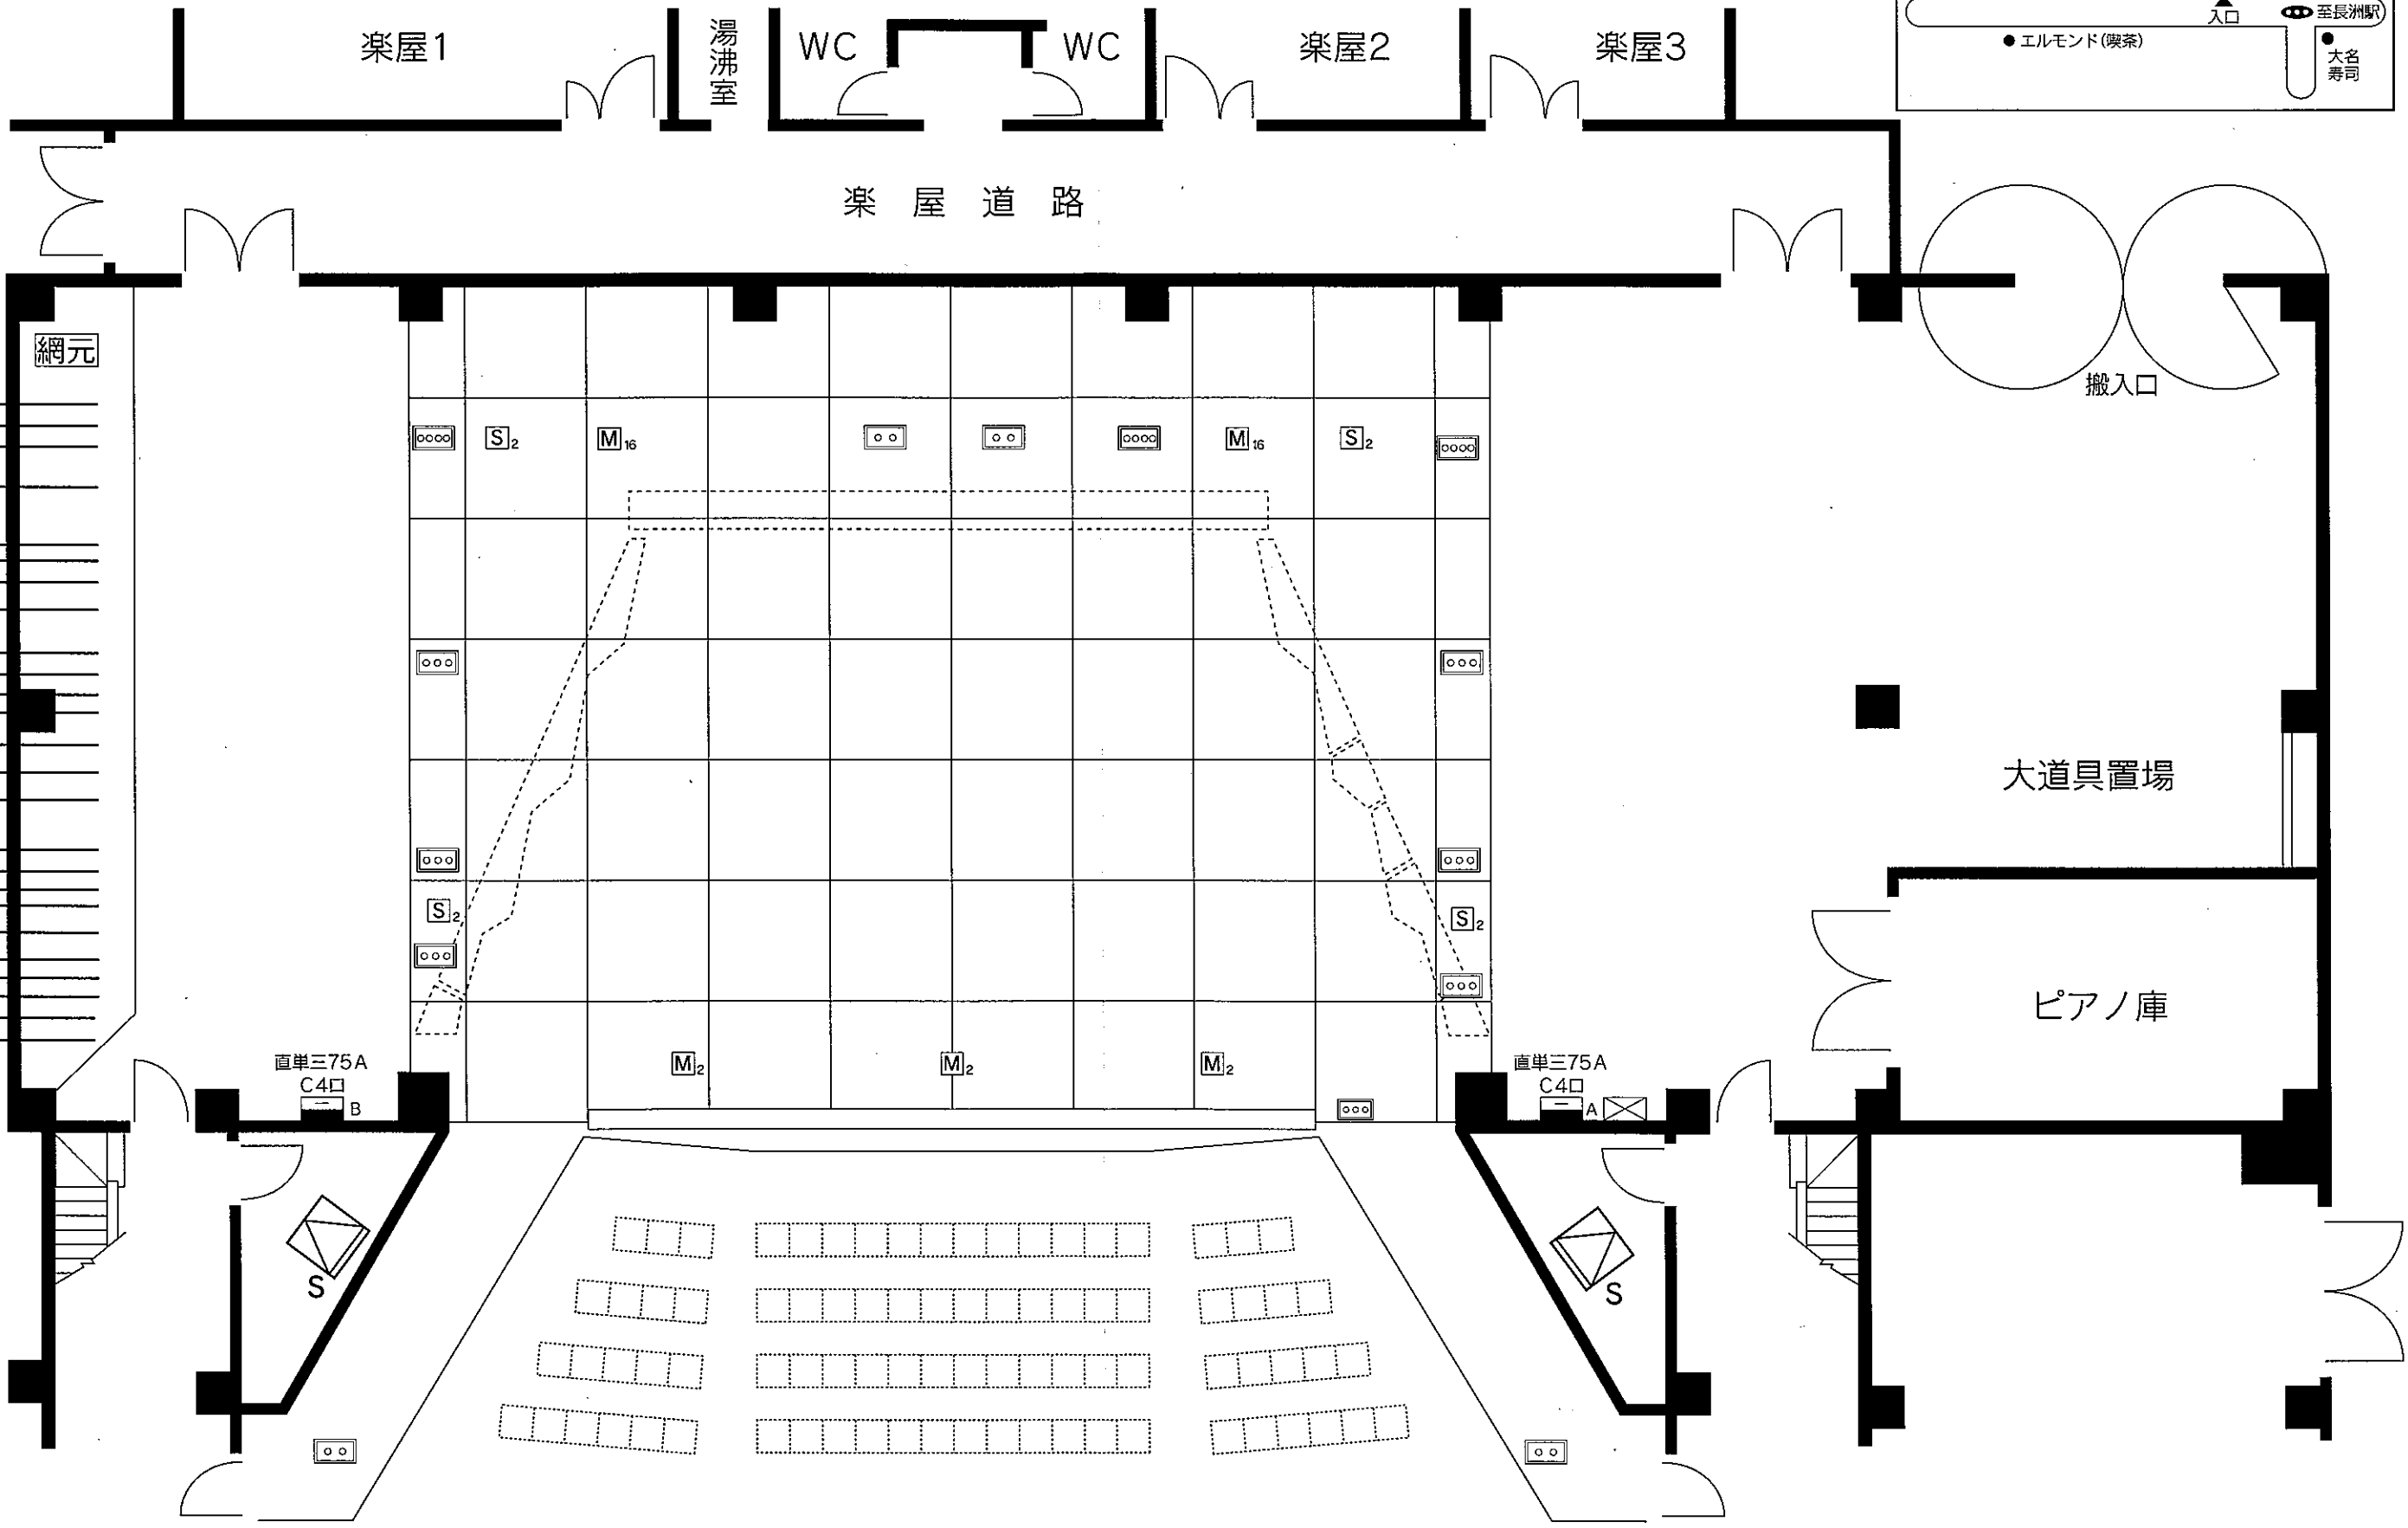 入口
至長洲駅
エルモンド(喫茶)
大名
寿司
楽屋1
湯沸室
WC
WC
楽屋2
楽屋3
楽屋道路
網元
搬入口
S2
M16
M16
S2
大道具置場
S2
S2
ピアノ庫
直単三75A
C4口
B
M2
M2
M2
直単三75A
C4口
A
S
S